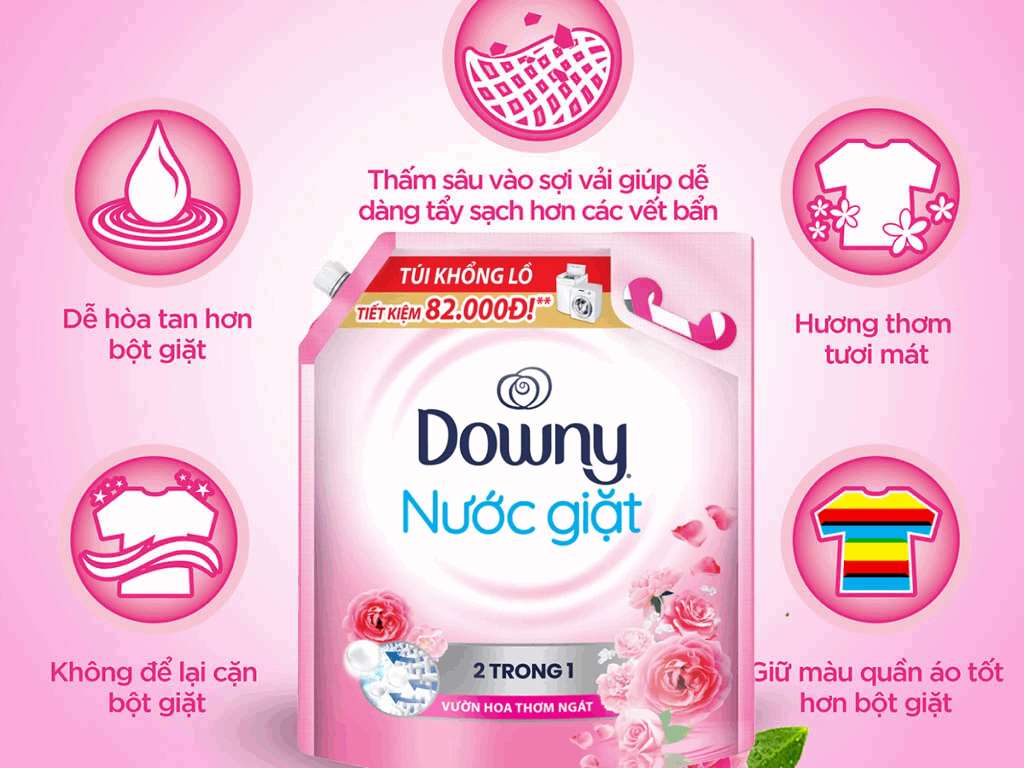 Thấm sâu vào sợi vải giúp dễ
dàng tẩy sạch hơn các vết bẩn
Dễ hòa tan hơn
bột giặt
Hương thơm
tươi mát
TÚI KHỔNG LỒ
TIẾT KIỆM 82.000Đ!**
Downy
Nước giặt
Không để lại cặn
bột giặt
2 TRONG 1
VƯỜN HOA THƠM NGÁT
Giữ màu quần áo tốt
hơn bột giặt